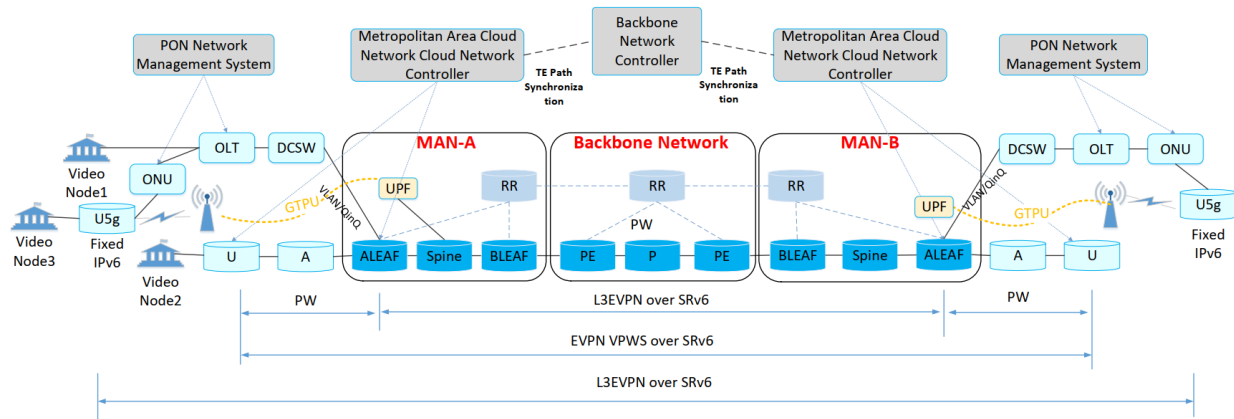 PON Network
Management System
Metropolitan Area Cloud
Network Cloud Network
Controller
Backbone
Network
Controller
Metropolitan Area Cloud
Network Cloud Network
Controller
PON Network
Management System
TE Path
Synchroniza
tion
TE Path
Synchroniza
tion
MAN-A
Backbone Network
MAN-B
OLT
DCSW
DCSW
OLT
ONU
Video
Node1
ONU
UPF
RR
RR
RR
UPF
VLAN/QinQ
VLAN/QinQ
GTPU
GTPU
U5g
U5g
Video
Node3
Fixed
IPv6
Fixed
IPv6
PW
Video
Node2
U
A
ALEAF
Spine
BLEAF
PE
P
PE
BLEAF
Spine
ALEAF
A
U
PW
L3EVPN over SRv6
PW
EVPN VPWS over SRv6
L3EVPN over SRv6